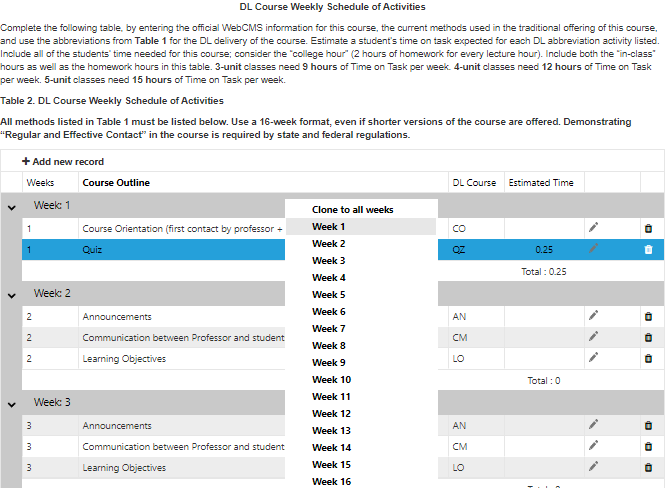 DL Course Weekly Schedule of Activities
Complete the following table, by entering the official WebCMS information for this course, the current methods used in the traditional offering of this course,
and use the abbreviations from Table 1 for the DL delivery of the course. Estimate a student's time on task expected for each DL abbreviation activity listed.
Include all of the students' time needed for this course; consider the "college hour" (2 hours of homework for every lecture hour). Include both the "in-class"
hours as well as the homework hours in this table. 3-unit classes need 9 hours of Time on Task per week. 4-unit classes need 12 hours of Time on Task
per week. 5-unit classes need 15 hours of Time on Task per week.
Table 2. DL Course Weekly Schedule of Activities
All methods listed in Table 1 must be listed below. Use a 16-week format, even if shorter versions of the course are offered. Demonstrating
"Regular and Effective Contact" in the course is required by state and federal regulations.
+ Add new record
Weeks Course Outline DL Course Estimated Time
Week: 1
Clone to all weeks
1 Course Orientation (first contact by professor + CO
Week 1
1 Quiz QZ 0.25
Week 2
Week 3
Total : 0.25
Week 4
Week: 2
Week 5
2 Announcements AN
Week 6
Week 7
2 Communication between Professor and student CM
Week 8
2 Learning Objectives LO
Week 9
Week 10
Total : 0
Week 11
Week: 3
Week 12
3 Announcements AN
Week 13
3 Communication between Professor and student CM
Week 14
Week 15
3 Learning Objectives LO
Week 16